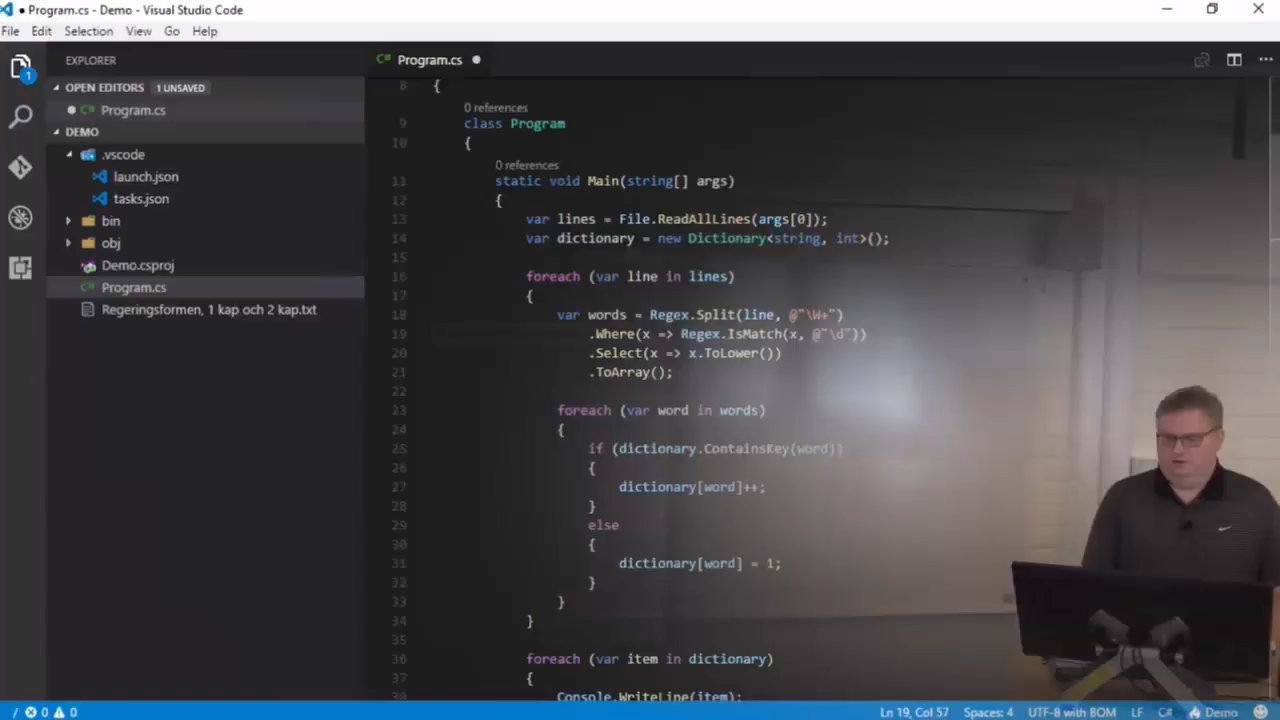 ● Program.cs - Demo - Visual Studio Code
File Edit Selection View Go Help
EXPLORER
OPEN EDITORS 1 UNSAVED
Program.cs
DEMO
.vscode
launch.json
tasks.json
bin
obj
Demo.csproj
Program.cs
Regeringsformen, 1 kap och 2 kap.txt
1
C# Program.cs
8 {
0 references
9 class Program
10 {
0 references
11 static void Main(string[] args)
12 {
13 var lines = File.ReadAllLines(args[0]);
14 var dictionary = new Dictionary<string, int>();
15
16 foreach (var line in lines)
17 {
18 var words = Regex.Split(line, @"\W+")
19 .Where(x => Regex.IsMatch(x, @"\d"))
20 .Select(x => x.ToLower())
21 .ToArray();
22
23 foreach (var word in words)
24 {
25 if (dictionary.ContainsKey(word))
26 {
27 dictionary[word]++;
28 }
29 else
30 {
31 dictionary[word] = 1;
32 }
33 }
34 }
35
36 foreach (var item in dictionary)
37 {
38 Console.WriteLine(item);
0 0 Ln 19, Col 57 Spaces: 4 UTF-8 with BOM LF C# Demo